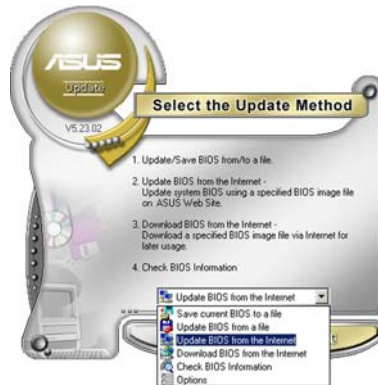 ASUS
Update
V5.23.02
Select the Update Method
1. Update/Save BIOS from/to a file.
2. Update BIOS from the Internet -
Update system BIOS using a specified BIOS image file
on ASUS Web Site.
3. Download BIOS from the Internet -
Download a specified BIOS image file via Internet for
later usage.
4. Check BIOS Information
Update BIOS from the Internet
Save current BIOS to a file
Update BIOS from a file
Update BIOS from the Internet
Download BIOS from the Internet
Check BIOS Information
Options